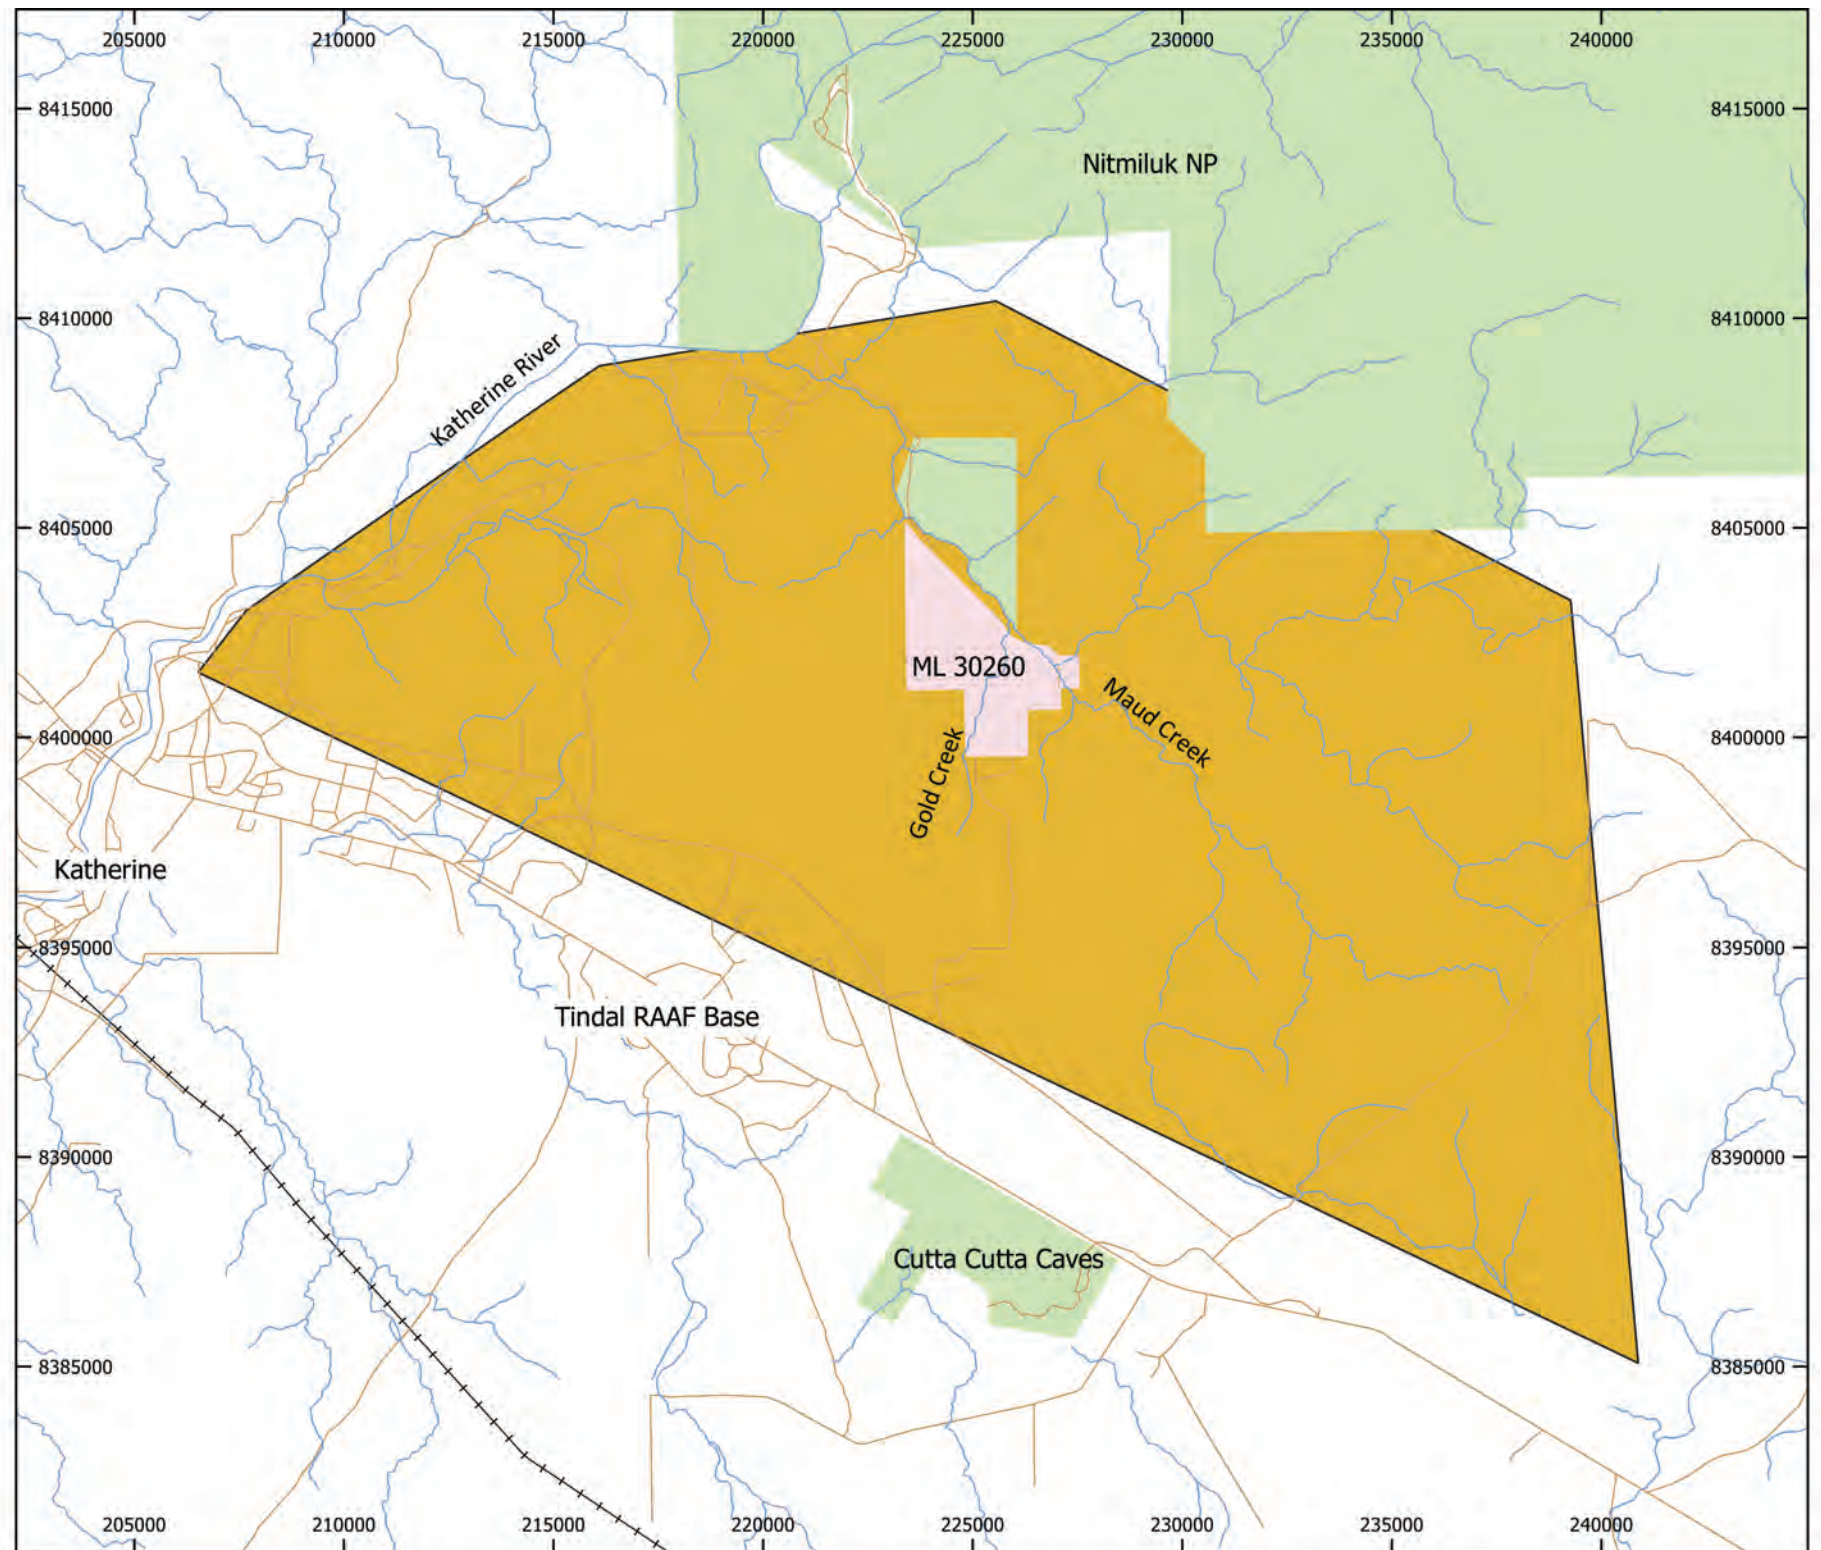 205000 210000 215000 220000 225000 230000 235000 240000
8415000 8415000
Nitmiluk NP
8410000 8410000
Katherine River
8405000 8405000
ML 30260
Maud Creek
8400000 8400000
Gold Creek
Katherine
8395000 8395000
Tindal RAAF Base
8390000 8390000
Cutta Cutta Caves
8385000 8385000
205000 210000 215000 220000 225000 230000 235000 240000